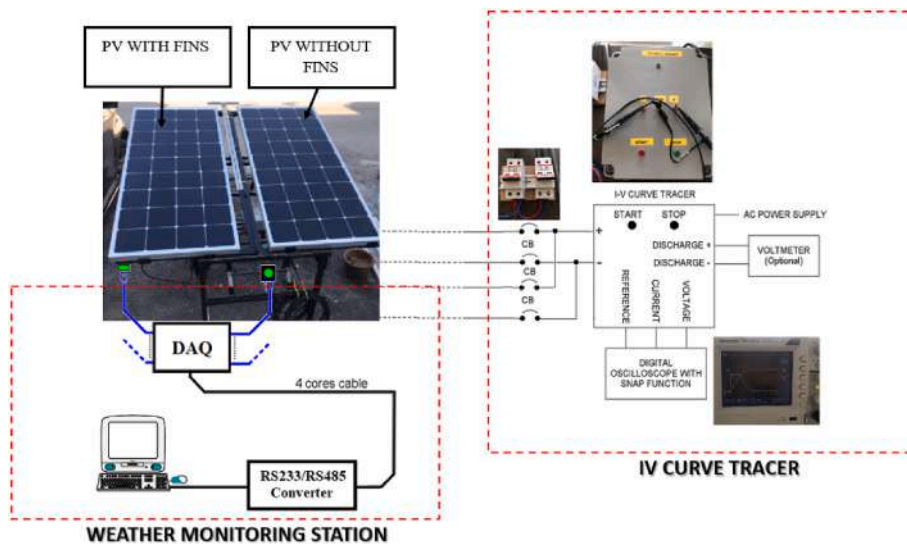 PV WITH FINS
PV WITHOUT
FINS
I-V CURVE TRACER
START
STOP
AC POWER SUPPLY
+
DISCHARGE +
-
DISCHARGE -
VOLTMETER
(Optional)
CB
CB
CB
REFERENCE
CURRENT
VOLTAGE
DIGITAL
OSCILLOSCOPE WITH
SNAP FUNCTION
IV CURVE TRACER
DAQ
4 cores cable
RS233/RS485
Converter
WEATHER MONITORING STATION